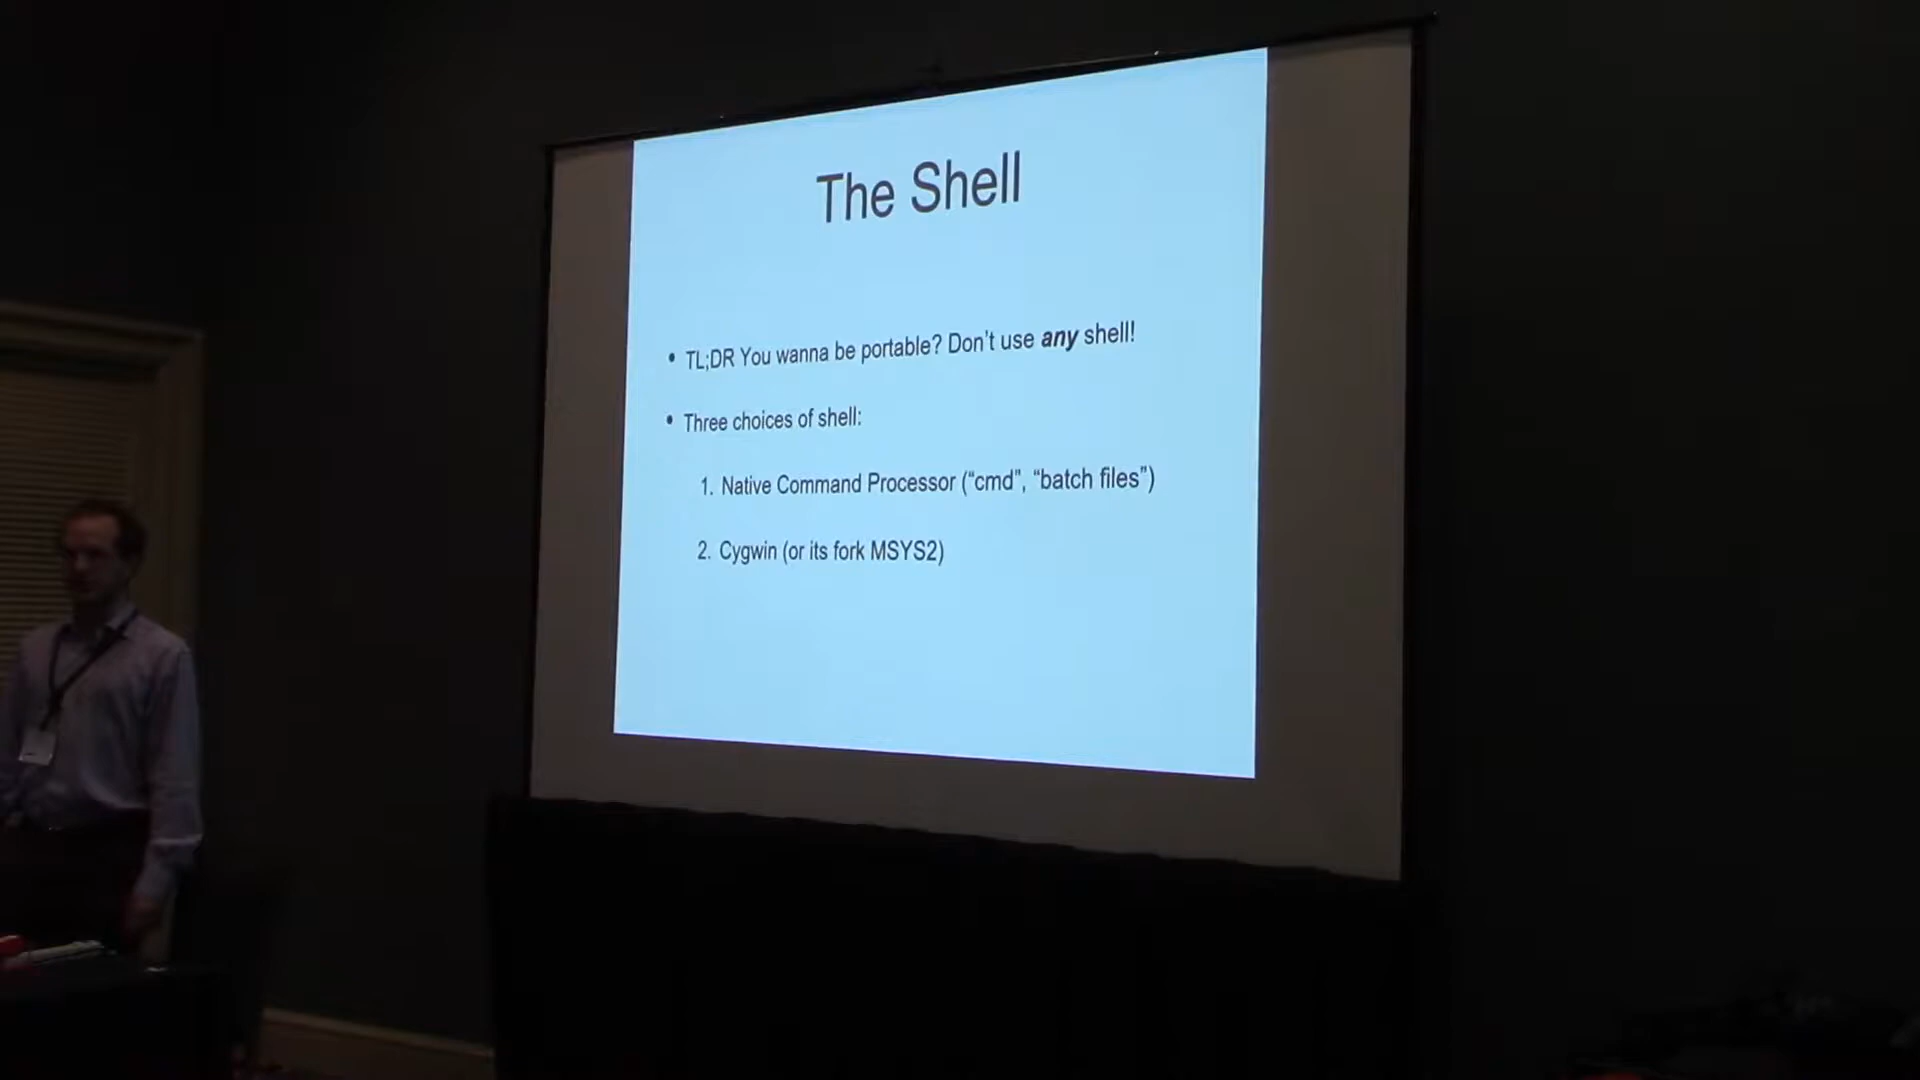 The Shell
• TL;DR You wanna be portable? Don't use any shell!
• Three choices of shell:
1. Native Command Processor (“cmd”, “batch files”)
2. Cygwin (or its fork MSYS2)